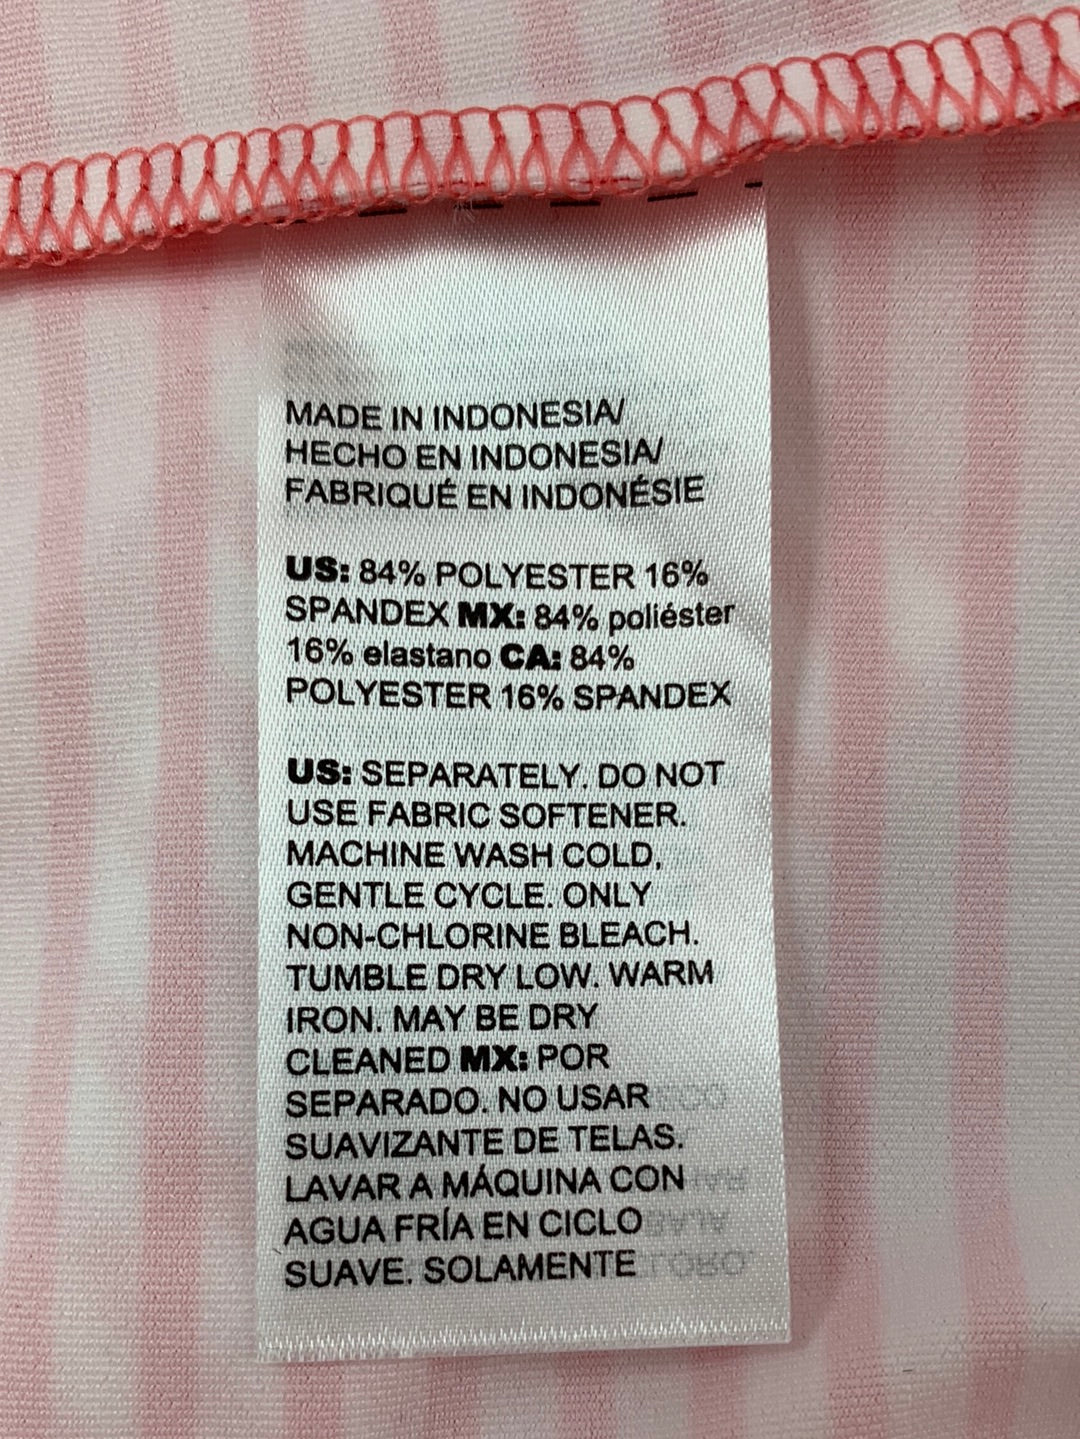 MADE IN INDONESIA/
HECHO EN INDONESIA/
FABRIQUÉ EN INDONÉSIE
US: 84% POLYESTER 16%
SPANDEX MX: 84% poliéster
16% elastano CA: 84%
POLYESTER 16% SPANDEX
US: SEPARATELY. DO NOT
USE FABRIC SOFTENER.
MACHINE WASH COLD,
GENTLE CYCLE. ONLY
NON-CHLORINE BLEACH.
TUMBLE DRY LOW. WARM
IRON. MAY BE DRY
CLEANED MX: POR
SEPARADO. NO USAR
SUAVIZANTE DE TELAS.
LAVAR A MÁQUINA CON
AGUA FRÍA EN CICLO
SUAVE. SOLAMENTE